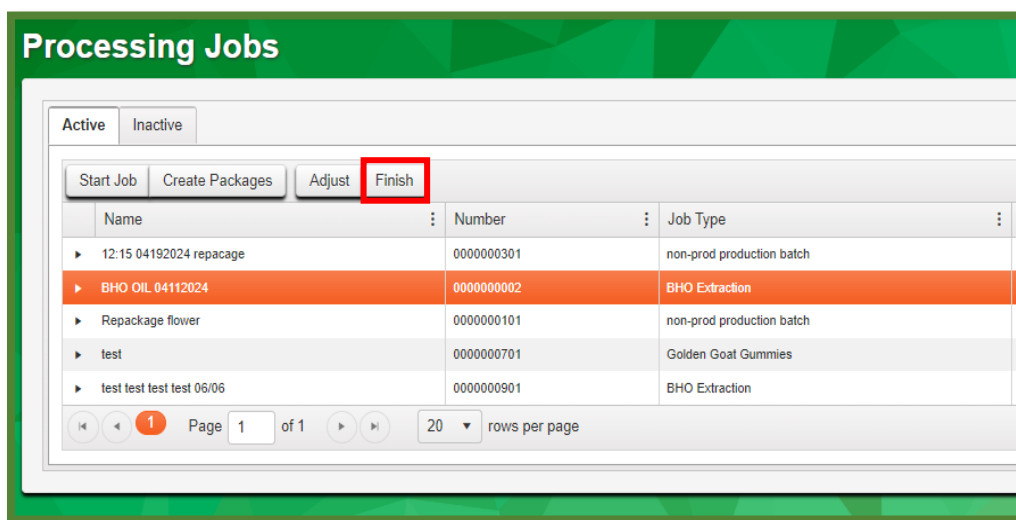 Processing Jobs
Active Inactive
Start Job Create Packages Adjust Finish
Name Number Job Type
12:15 04192024 repacage 0000000301 non-prod production batch
BHO OIL 04112024 0000000002 BHO Extraction
Repackage flower 0000000101 non-prod production batch
test 0000000701 Golden Goat Gummies
test test test test 06/06 0000000901 BHO Extraction
1 Page 1 of 1 20 rows per page